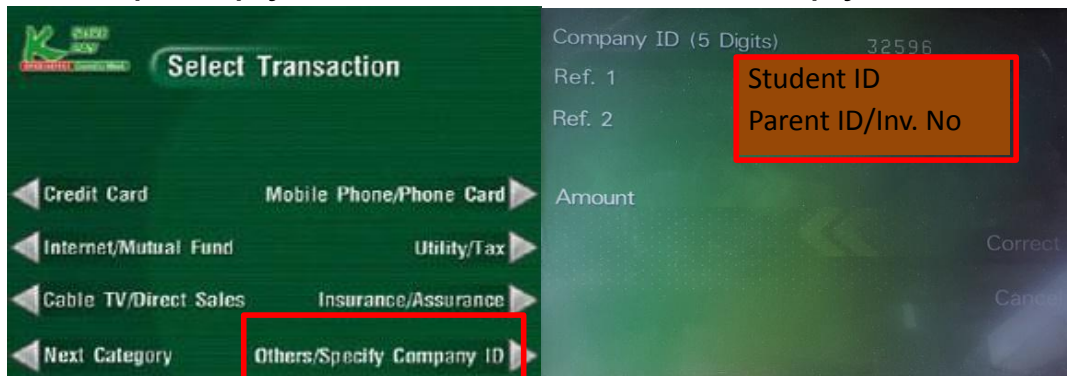 Select Transaction
Credit Card
Mobile Phone/Phone Card
Internet/Mutual Fund
Utility/Tax
Cable TV/Direct Sales
Insurance/Assurance
Next Category
Others/Specify Company ID
Company ID (5 Digits) 32596
Ref. 1 Student ID
Ref. 2 Parent ID/Inv. No
Amount
Correct
Cancel